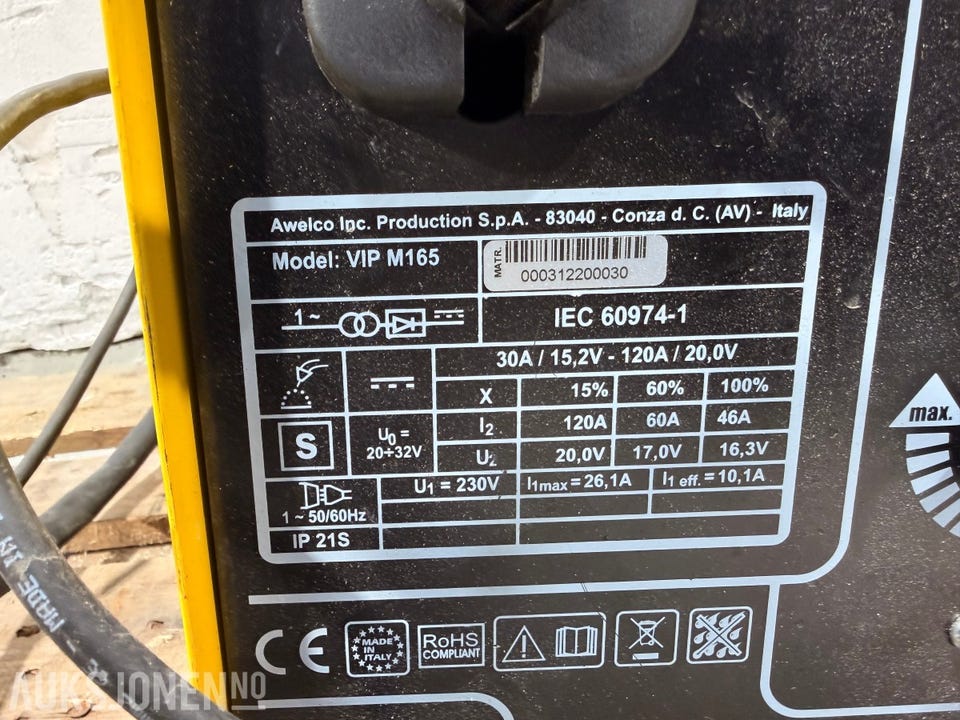 Awelco Inc. Production S.p.A. - 83040 - Conza d. C. (AV) - Italy
Model: VIP M165
MATR.
000312200030
1 ~
IEC 60974-1
30A / 15,2V - 120A / 20,0V
X 15% 60% 100%
I2 120A 60A 46A
S
U0 = 20÷32V
U2 20,0V 17,0V 16,3V
1 ~ 50/60Hz
U1 = 230V I1max = 26,1A I1 eff. = 10,1A
IP 21S
max.
CE
MADE IN ITALY
RoHS
COMPLIANT
MADE
AUKSJONEN.NO